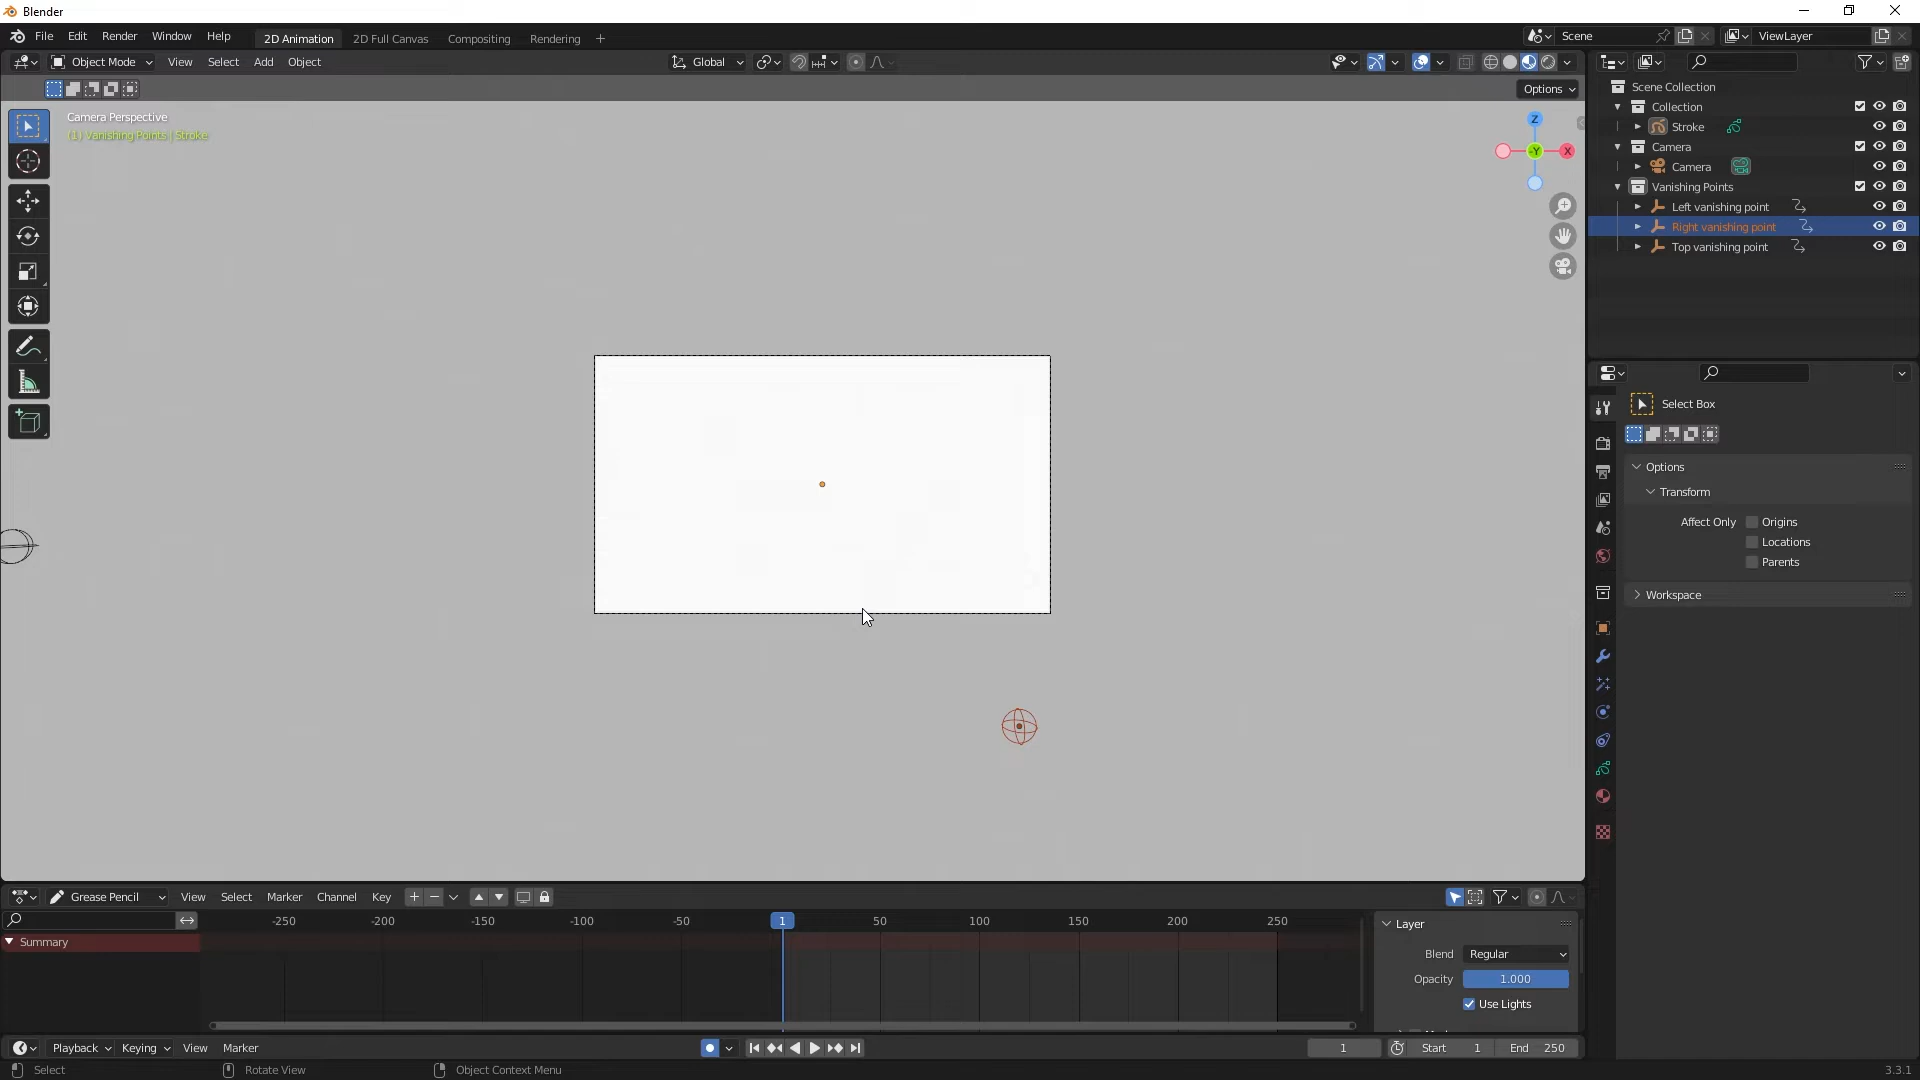 Blender
File Edit Render Window Help 2D Animation 2D Full Canvas Compositing Rendering + Scene ViewLayer
Object Mode View Select Add Object Global
Options
Camera Perspective
(1) Vanishing Points | Stroke
Z
-Y
X
Scene Collection
Collection
Stroke
Camera
Camera
Vanishing Points
Left vanishing point
Right vanishing point
Top vanishing point
Select Box
Options
Transform
Affect Only Origins
Locations
Parents
Workspace
Grease Pencil View Select Marker Channel Key
-250 -200 -150 -100 -50 1 50 100 150 200 250
Summary
Layer
Blend Regular
Opacity 1.000
Use Lights
Playback Keying View Marker 1 Start 1 End 250
Select Rotate View Object Context Menu 3.3.1